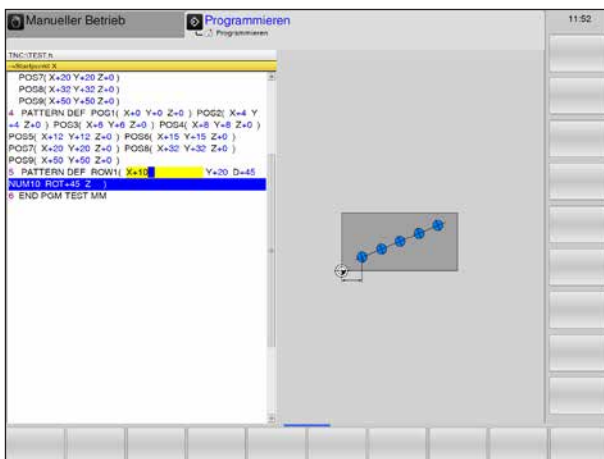 Manueller Betrieb
Programmieren
Programmieren
11:52
TNC:\TEST.h
→Startpunkt X
POS7( X+20 Y+20 Z+0 )
POS8( X+32 Y+32 Z+0 )
POS9( X+50 Y+50 Z+0 )
4 PATTERN DEF POS1( X+0 Y+0 Z+0 ) POS2( X+4 Y
+4 Z+0 ) POS3( X+6 Y+6 Z+0 ) POS4( X+8 Y+8 Z+0 )
POS5( X+12 Y+12 Z+0 ) POS6( X+15 Y+15 Z+0 )
POS7( X+20 Y+20 Z+0 ) POS8( X+32 Y+32 Z+0 )
POS9( X+50 Y+50 Z+0 )
5 PATTERN DEF ROW1( X+10 Y+20 D+45
NUM10 ROT+45 Z )
6 END PGM TEST MM